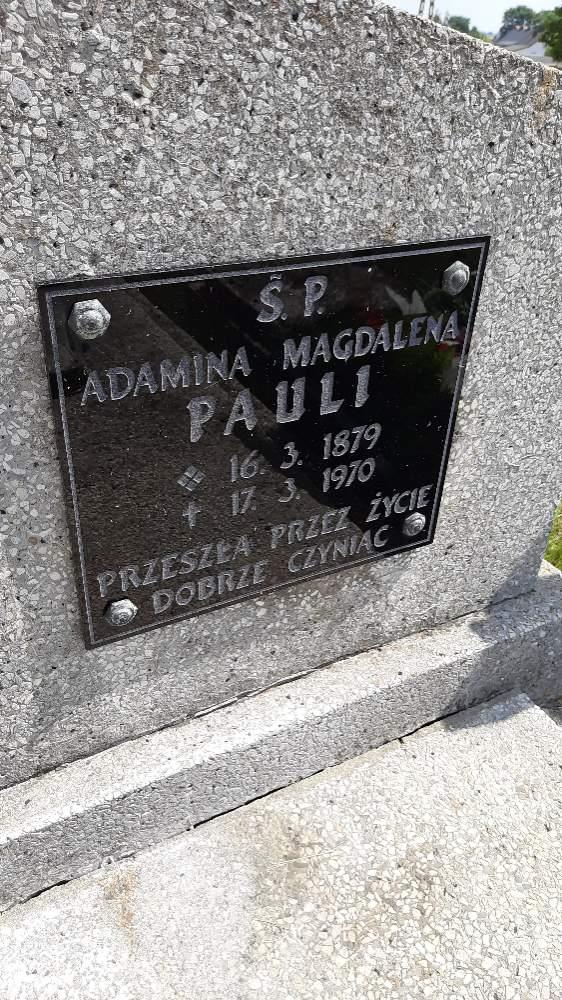 Ś. P.
ADAMINA MAGDALENA
PAULI
16. 3. 1879
17. 3. 1970
PRZESZŁA PRZEZ ŻYCIE
DOBRZE CZYNIĄC